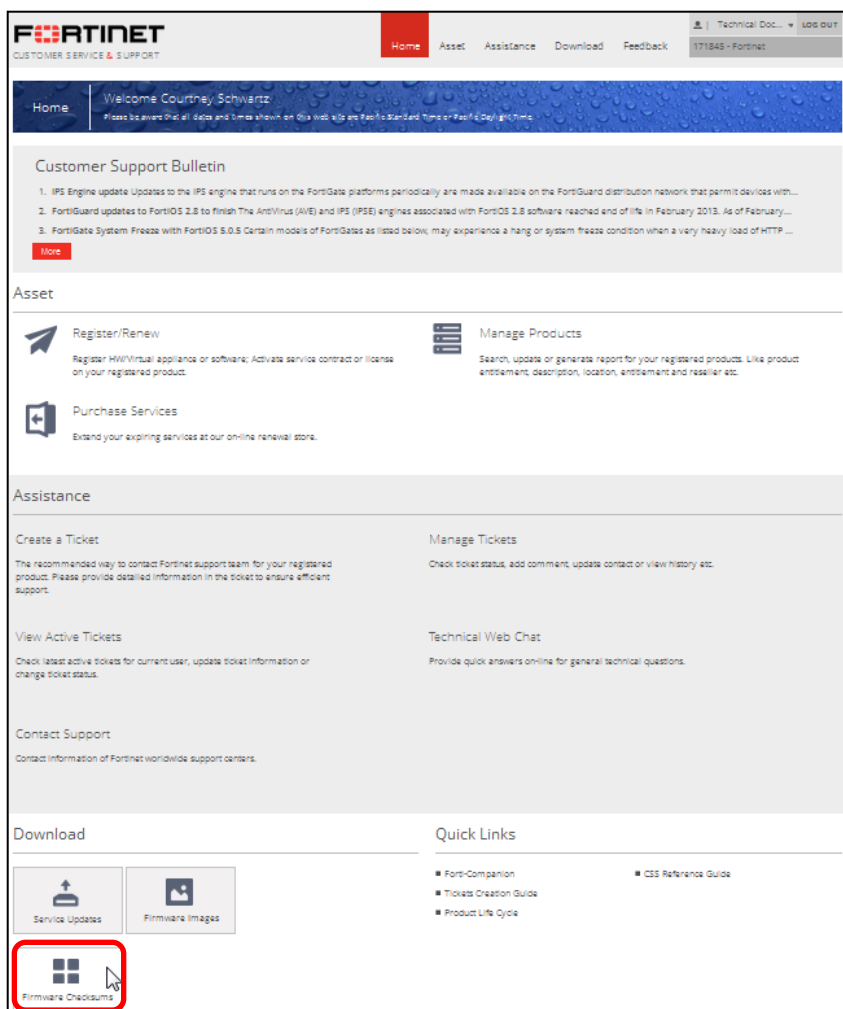 FORTINET
CUSTOMER SERVICE & SUPPORT
Home Asset Assistance Download Feedback
| Technical Doc... LOG OUT
171845 - Fortinet
Home
Welcome Courtney Schwartz
Please be aware that all dates and times shown on this web site are Pacific Standard Time or Pacific Daylight Time.
Customer Support Bulletin
1. IPS Engine update Updates to the IPS engine that runs on the FortiGate platforms periodically are made available on the FortiGuard distribution network that permit devices with...
2. FortiGuard updates to FortiOS 2.8 to finish The AntiVirus (AVE) and IPS (IPSE) engines associated with FortiOS 2.8 software reached end of life in February 2013. As of February...
3. FortiGate System Freeze with FortiOS 5.0.5 Certain models of FortiGates as listed below, may experience a hang or system freeze condition when a very heavy load of HTTP ...
More
Asset
Register/Renew
Register HW/Virtual appliance or software; Activate service contract or license
on your registered product.
Manage Products
Search, update or generate report for your registered products. Like product
entitlement, description, location, entitlement and reseller etc.
Purchase Services
Extend your expiring services at our on-line renewal store.
Assistance
Create a Ticket
The recommended way to contact Fortinet support team for your registered
product. Please provide detailed information in the ticket to ensure efficient
support.
Manage Tickets
Check ticket status, add comment, update contact or view history etc.
View Active Tickets
Check latest active tickets for current user, update ticket information or
change ticket status.
Technical Web Chat
Provide quick answers on-line for general technical questions.
Contact Support
Contact information of Fortinet worldwide support centers.
Download
Service Updates
Firmware Images
Firmware Checksums
Quick Links
Forti-Companion
Tickets Creation Guide
Product Life Cycle
CSS Reference Guide